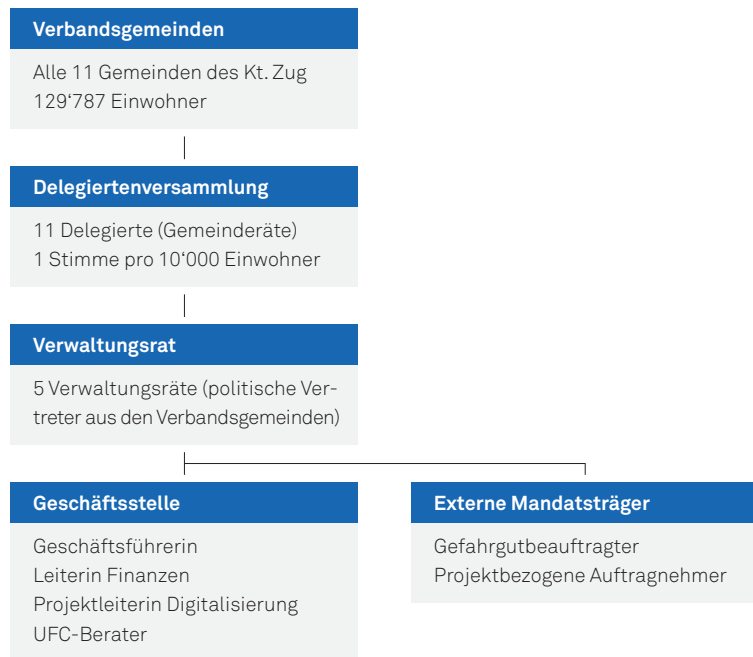 Verbandsgemeinden
Alle 11 Gemeinden des Kt. Zug
129‘787 Einwohner
Delegiertenversammlung
11 Delegierte (Gemeinderäte)
1 Stimme pro 10‘000 Einwohner
Verwaltungsrat
5 Verwaltungsräte (politische Ver-
treter aus den Verbandsgemeinden)
Geschäftsstelle
Geschäftsführerin
Leiterin Finanzen
Projektleiterin Digitalisierung
UFC-Berater
Externe Mandatsträger
Gefahrgutbeauftragter
Projektbezogene Auftragnehmer